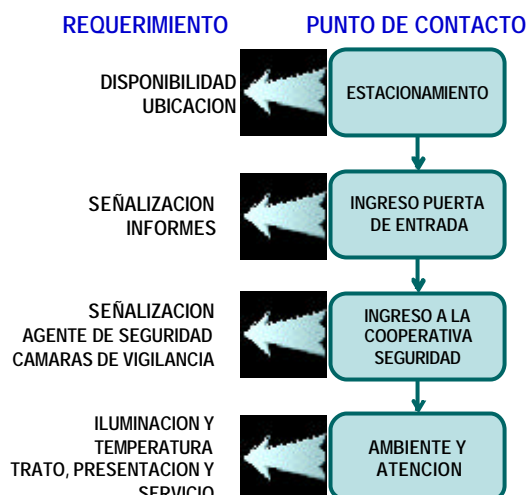 REQUERIMIENTO PUNTO DE CONTACTO
DISPONIBILIDAD
UBICACION
ESTACIONAMIENTO
SEÑALIZACION
INFORMES
INGRESO PUERTA
DE ENTRADA
SEÑALIZACION
AGENTE DE SEGURIDAD
CAMARAS DE VIGILANCIA
INGRESO A LA
COOPERATIVA
SEGURIDAD
ILUMINACION Y
TEMPERATURA
TRATO, PRESENTACION Y
SERVICIO
AMBIENTE Y
ATENCION